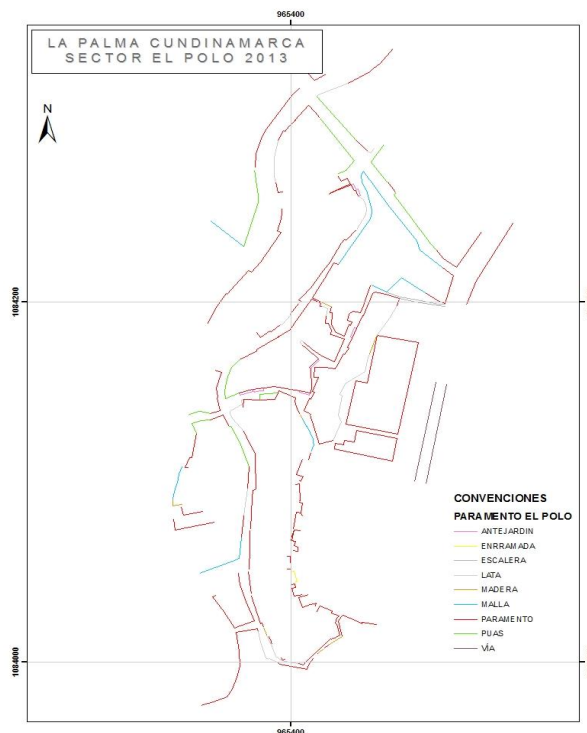 965400
LA PALMA CUNDINAMARCA
SECTOR EL POLO 2013
N
1084200
CONVENCIONES
PARAMENTO EL POLO
ANTEJARDIN
ENRRAMADA
ESCALERA
LATA
MADERA
MALLA
PARAMENTO
PUAS
VÍA
1084000
965400